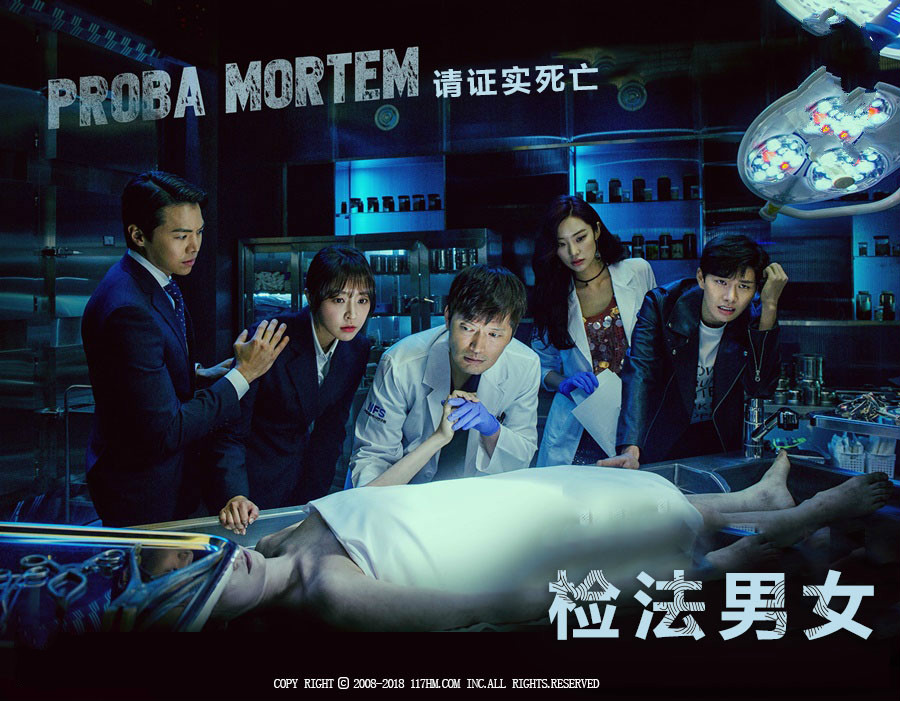 PROBA MORTEM 请证实死亡
NFS
检法男女
COPY RIGHT © 2008-2018 117HM.COM INC.ALL RIGHTS.RESERVED